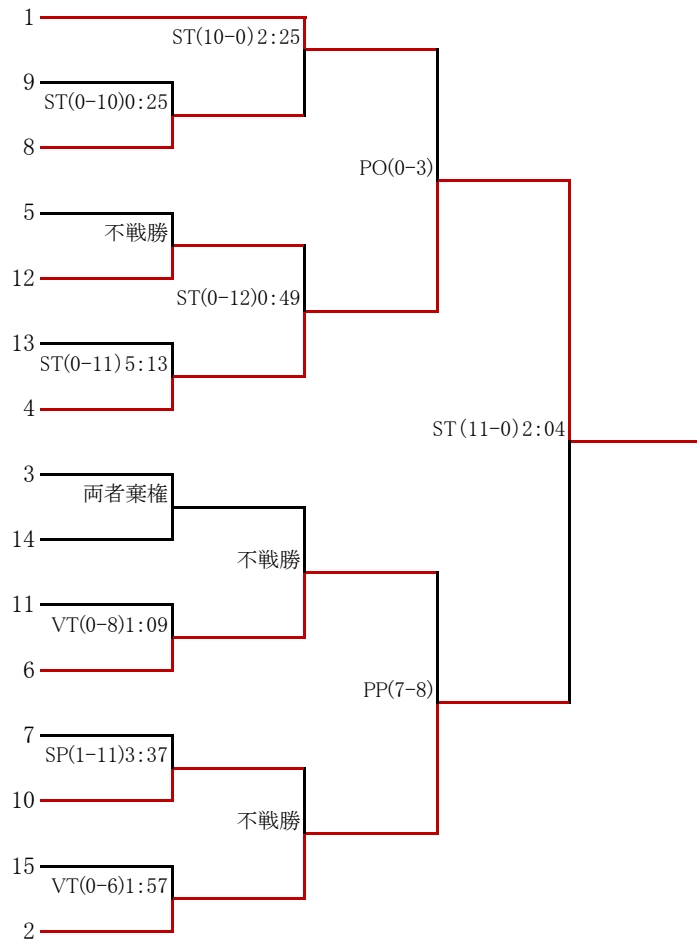 1
ST(10-0)2:25
9
ST(0-10)0:25
8
PO(0-3)
5
不戦勝
12
ST(0-12)0:49
13
ST(0-11)5:13
4
ST(11-0)2:04
3
両者棄権
14
不戦勝
11
VT(0-8)1:09
6
PP(7-8)
7
SP(1-11)3:37
10
不戦勝
15
VT(0-6)1:57
2